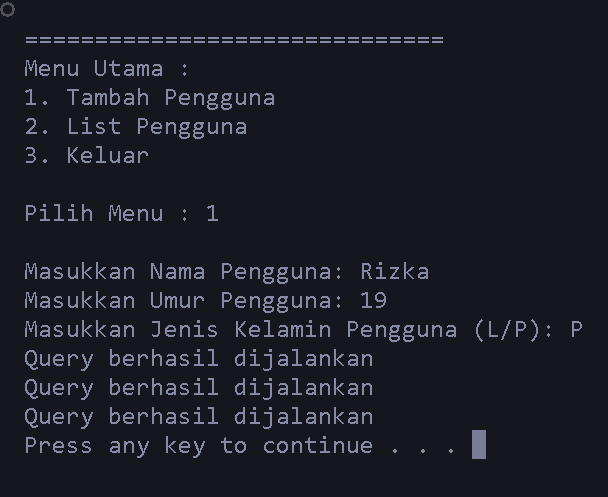 ==============================
Menu Utama :
1. Tambah Pengguna
2. List Pengguna
3. Keluar
Pilih Menu : 1
Masukkan Nama Pengguna: Rizka
Masukkan Umur Pengguna: 19
Masukkan Jenis Kelamin Pengguna (L/P): P
Query berhasil dijalankan
Query berhasil dijalankan
Query berhasil dijalankan
Press any key to continue . . .